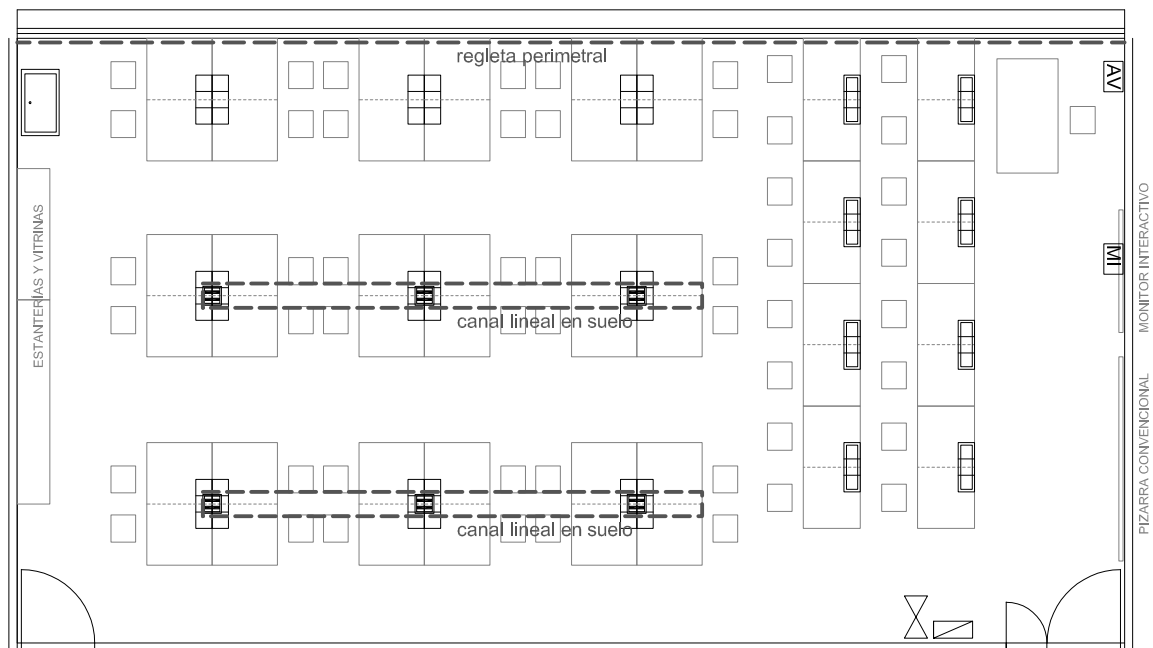 regleta perimetral
AV
ESTANTERÍAS Y VITRINAS
MONITOR INTERACTIVO
MI
canal lineal en suelo
PIZARRA CONVENCIONAL
canal lineal en suelo